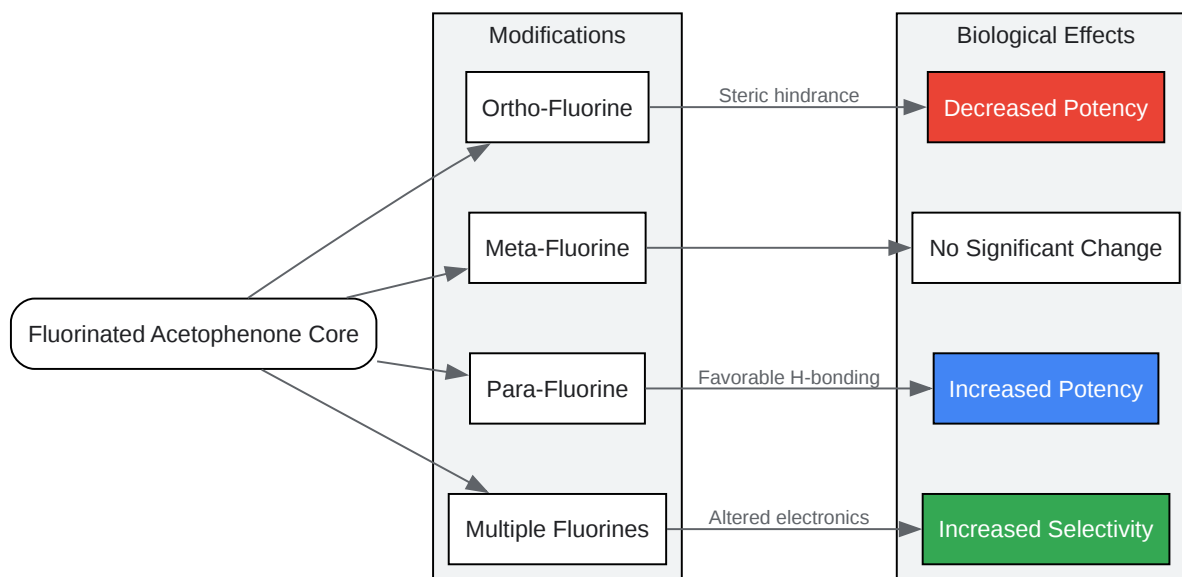 Modifications
Biological Effects
Ortho-Fluorine
Steric hindrance
Decreased Potency
Meta-Fluorine
No Significant Change
Fluorinated Acetophenone Core
Para-Fluorine
Favorable H-bonding
Increased Potency
Multiple Fluorines
Altered electronics
Increased Selectivity